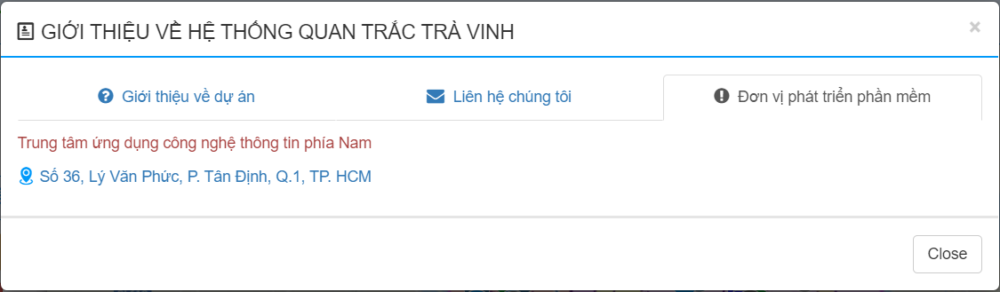 GIỚI THIỆU VỀ HỆ THỐNG QUAN TRẮC TRÀ VINH
×
Giới thiệu về dự án
Liên hệ chúng tôi
Đơn vị phát triển phần mềm
Trung tâm ứng dụng công nghệ thông tin phía Nam
Số 36, Lý Văn Phức, P. Tân Định, Q.1, TP. HCM
Close